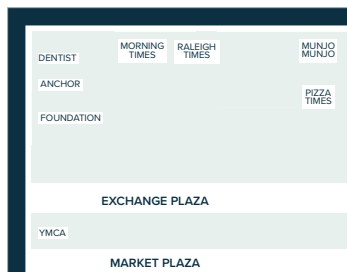 DENTIST
MORNING
TIMES
RALEIGH
TIMES
MUNJO
MUNJO
ANCHOR
PIZZA
TIMES
FOUNDATION
EXCHANGE PLAZA
YMCA
MARKET PLAZA